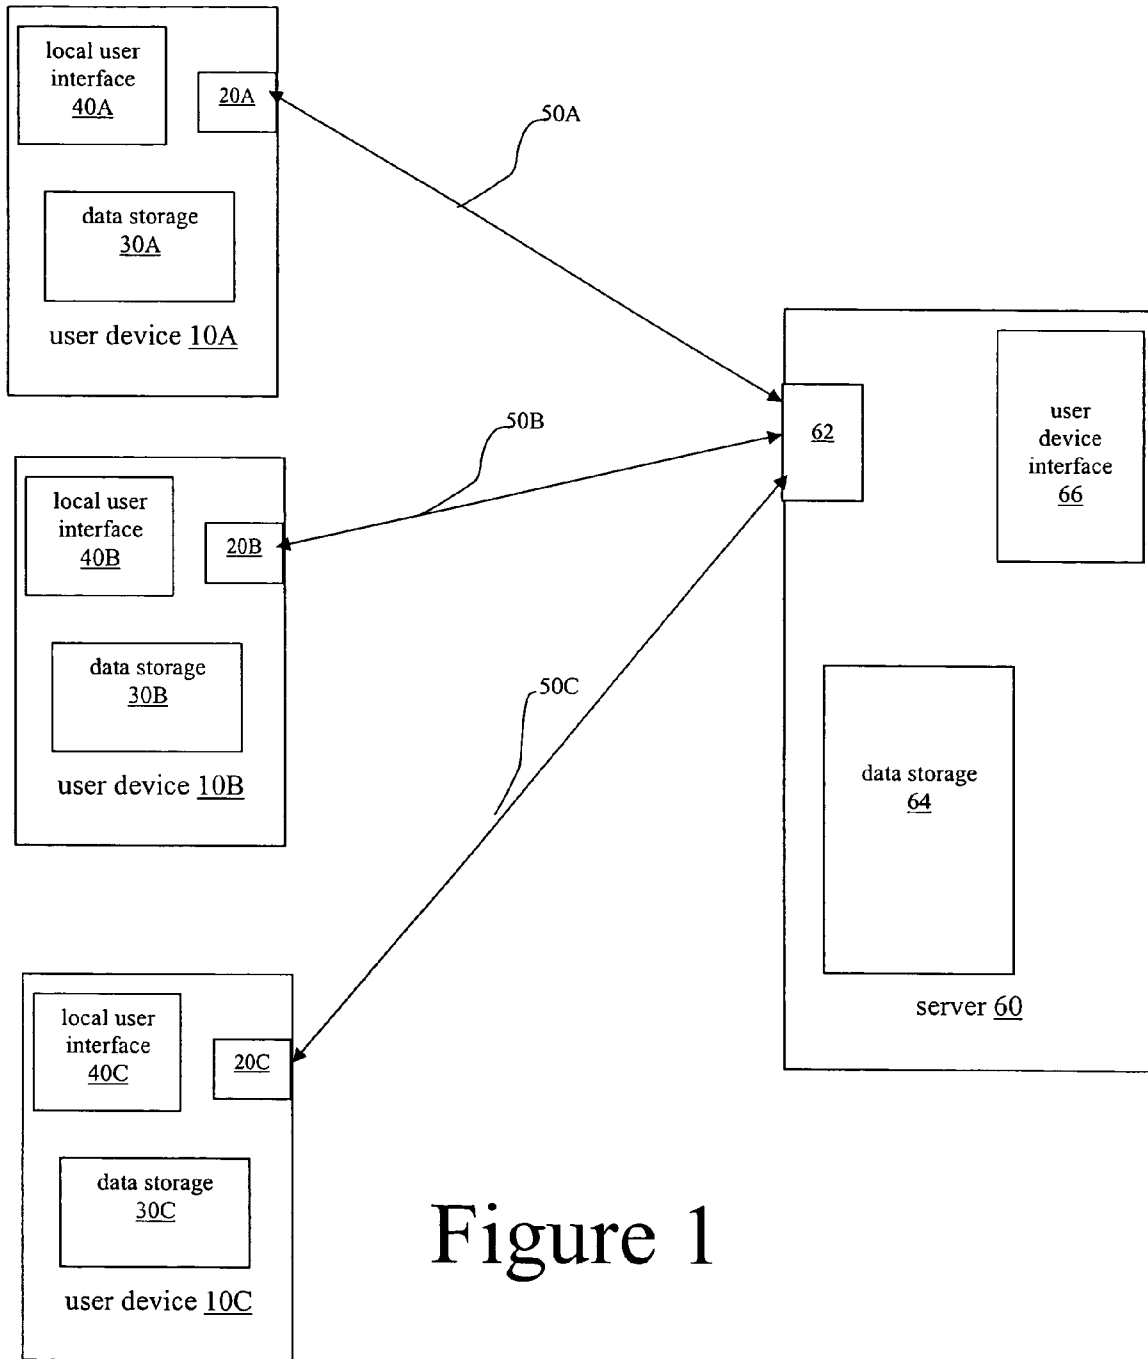 local user
interface
40A
20A
data storage
30A
user device 10A
50A
local user
interface
40B
20B
data storage
30B
user device 10B
50B
local user
interface
40C
20C
data storage
30C
user device 10C
50C
62
user
device
interface
66
data storage
64
server 60
Figure 1